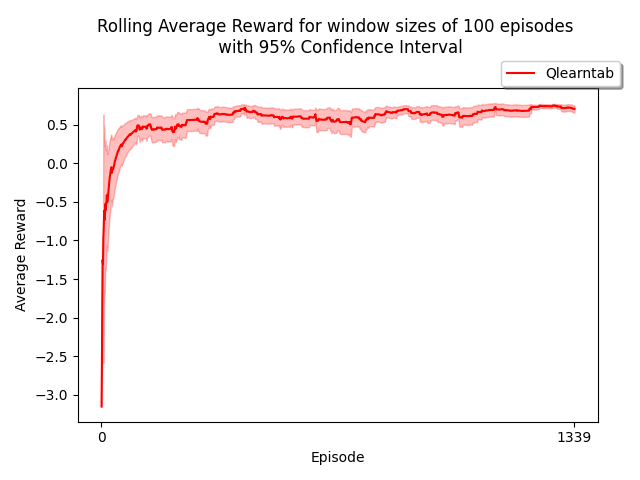 Rolling Average Reward for window sizes of 100 episodes
with 95% Confidence Interval
Qlearntab
0.5
0.0
−0.5
−1.0
−1.5
−2.0
−2.5
−3.0
Average Reward
0
1339
Episode